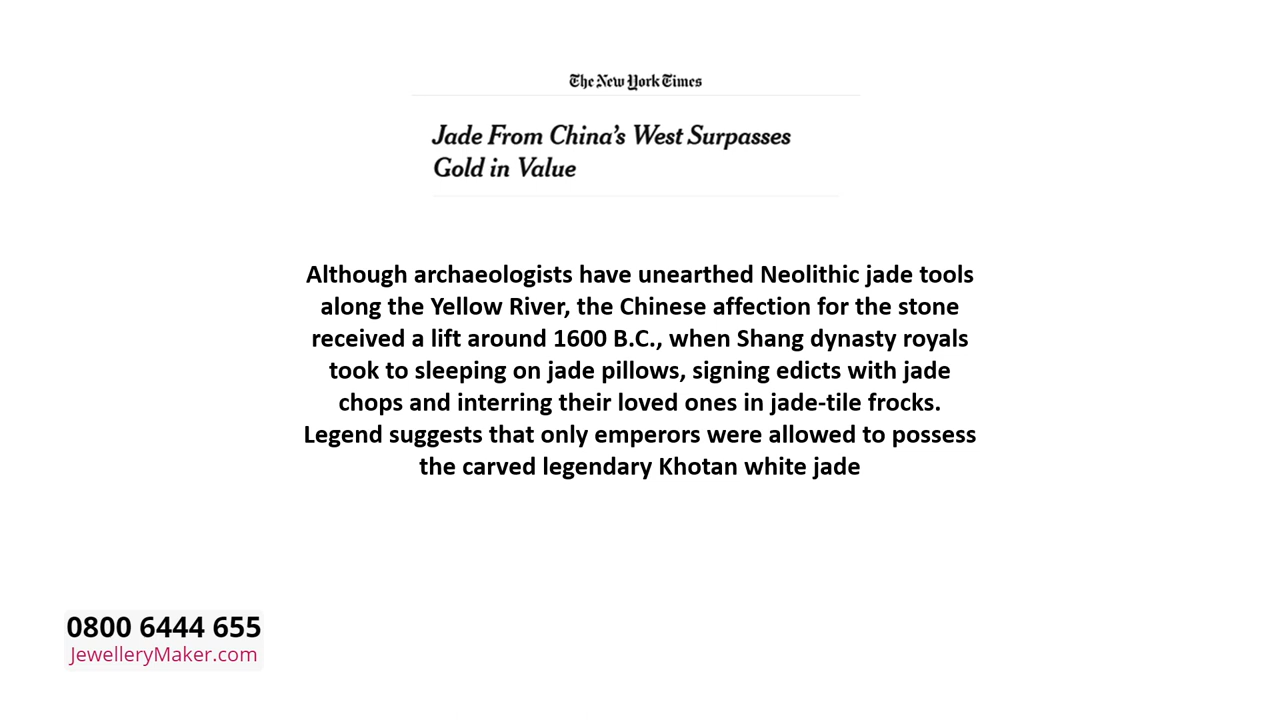 The New York Times
Jade From China's West Surpasses
Gold in Value
Although archaeologists have unearthed Neolithic jade tools
along the Yellow River, the Chinese affection for the stone
received a lift around 1600 B.C., when Shang dynasty royals
took to sleeping on jade pillows, signing edicts with jade
chops and interring their loved ones in jade-tile frocks.
Legend suggests that only emperors were allowed to possess
the carved legendary Khotan white jade
0800 6444 655
JewelleryMaker.com